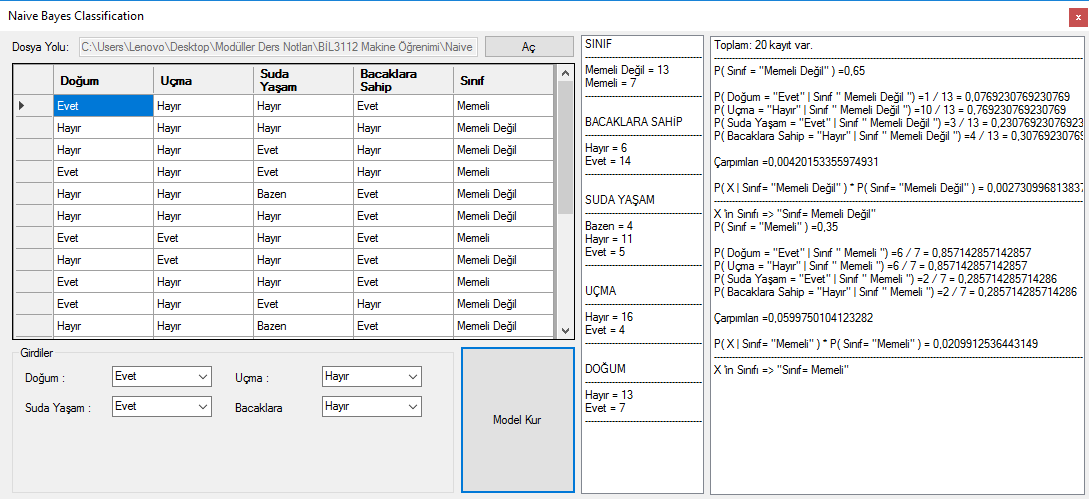 Naive Bayes Classification
x
Dosya Yolu: C:\Users\Lenovo\Desktop\Modüller Ders Notları\BİL3112 Makine Öğrenimi\Naive Aç
Doğum Uçma Suda Yaşam Bacaklara Sahip Sınıf
Evet Hayır Hayır Evet Memeli
Hayır Hayır Hayır Hayır Memeli Değil
Hayır Hayır Evet Hayır Memeli Değil
Evet Hayır Evet Hayır Memeli
Hayır Hayır Bazen Evet Memeli Değil
Hayır Hayır Hayır Evet Memeli Değil
Evet Evet Hayır Evet Memeli
Hayır Evet Hayır Evet Memeli Değil
Evet Hayır Hayır Evet Memeli
Evet Hayır Evet Hayır Memeli Değil
Hayır Hayır Bazen Evet Memeli Değil
Girdiler
Doğum : Evet Uçma : Hayır
Suda Yaşam : Evet Bacaklara Hayır
Model Kur
SINIF
Memeli Değil = 13
Memeli = 7
BACAKLARA SAHİP
Hayır = 6
Evet = 14
SUDA YAŞAM
Bazen = 4
Hayır = 11
Evet = 5
UÇMA
Hayır = 16
Evet = 4
DOĞUM
Hayır = 13
Evet = 7
Toplam: 20 kayıt var.
P( Sınıf = "Memeli Değil" ) =0,65
P( Doğum = "Evet" | Sınıf " Memeli Değil ") =1 / 13 = 0,0769230769230769
P( Uçma = "Hayır" | Sınıf " Memeli Değil ") =10 / 13 = 0,769230769230769
P( Suda Yaşam = "Evet" | Sınıf " Memeli Değil ") =3 / 13 = 0,23076923076923
P( Bacaklara Sahip = "Hayır" | Sınıf " Memeli Değil ") =4 / 13 = 0,30769230769
Çarpımları =0,00420153355974931
P( X | Sınıf= "Memeli Değil" ) * P( Sınıf= "Memeli Değil" ) = 0,002730996813837
X 'in Sınıfı => "Sınıf= Memeli Değil"
P( Sınıf = "Memeli" ) =0,35
P( Doğum = "Evet" | Sınıf " Memeli ") =6 / 7 = 0,857142857142857
P( Uçma = "Hayır" | Sınıf " Memeli ") =6 / 7 = 0,857142857142857
P( Suda Yaşam = "Evet" | Sınıf " Memeli ") =2 / 7 = 0,285714285714286
P( Bacaklara Sahip = "Hayır" | Sınıf " Memeli ") =2 / 7 = 0,285714285714286
Çarpımları =0,0599750104123282
P( X | Sınıf= "Memeli" ) * P( Sınıf= "Memeli" ) = 0,0209912536443149
X 'in Sınıfı => "Sınıf= Memeli"